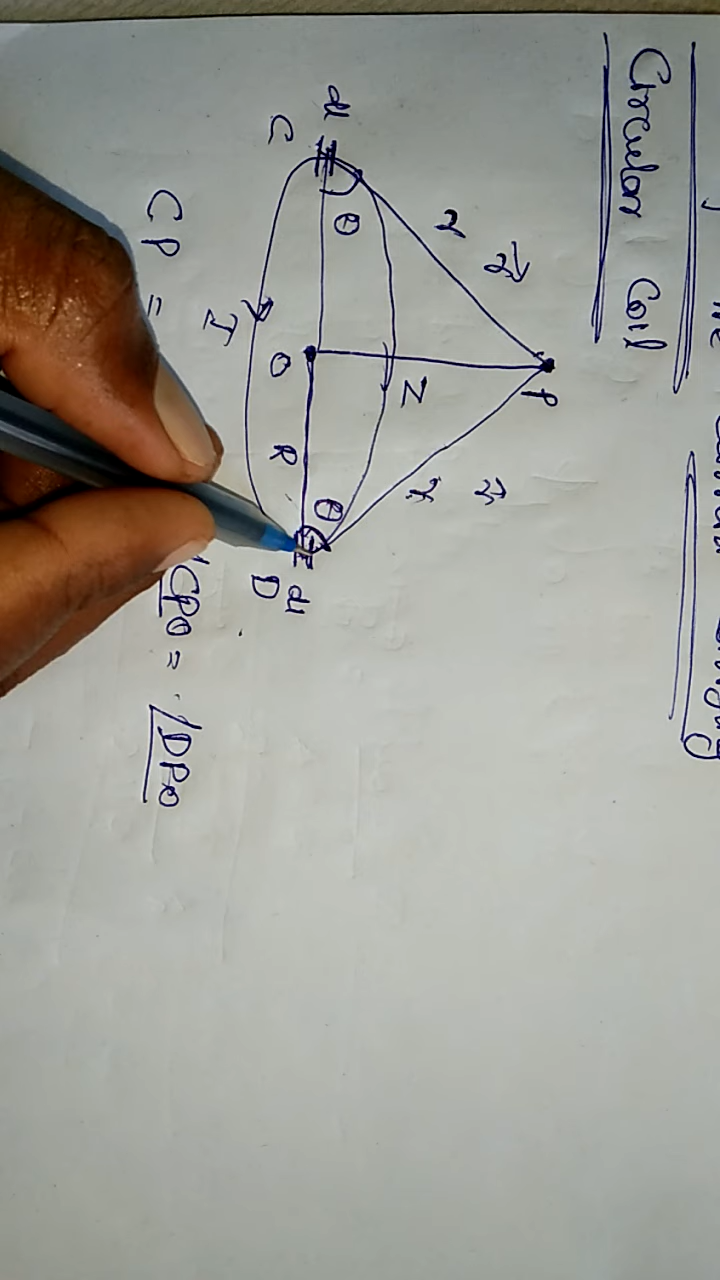 Circular Coil
P
r r⃗
r r⃗
Z
dl θ
C
O R
θ
dl
D
I
CP =
∠CPO = ∠DPO